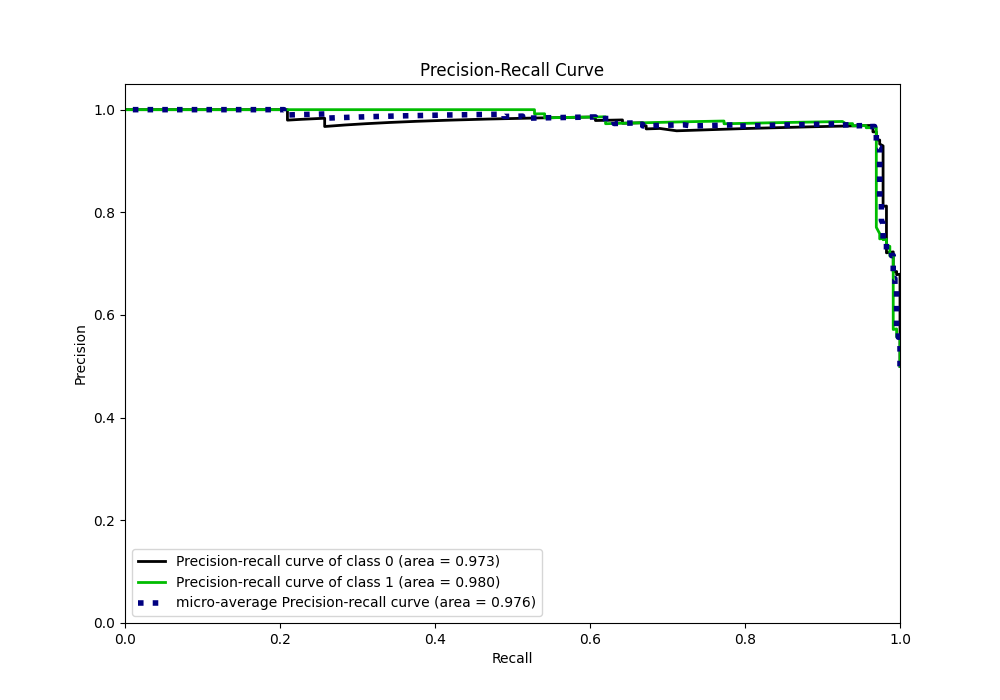 Precision-Recall Curve
1.0
0.8
0.6
0.4
0.2
0.0
Precision
Precision-recall curve of class 0 (area = 0.973)
Precision-recall curve of class 1 (area = 0.980)
micro-average Precision-recall curve (area = 0.976)
0.0 0.2 0.4 0.6 0.8 1.0
Recall